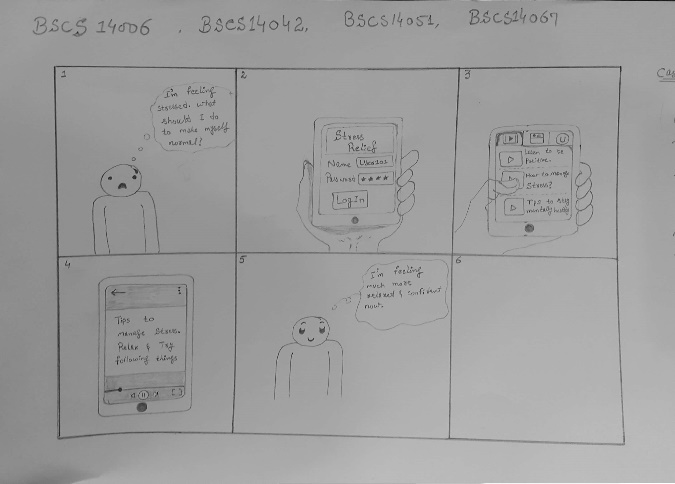 BSCS 14006 . BSCS14042, BSCS14051, BSCS14067
1
I'm feeling
stressed. what
should I do
to make myself
normal?
2
Stress
Relief
Name User101
Password ****
LogIn
3
Learn to be
Positive.
How to manage
Stress?
Tips to stay
mentally healthy
4
Tips to
manage Stress.
Relax & Try
following things
5
I'm feeling
much more
relaxed & confident
now.
6